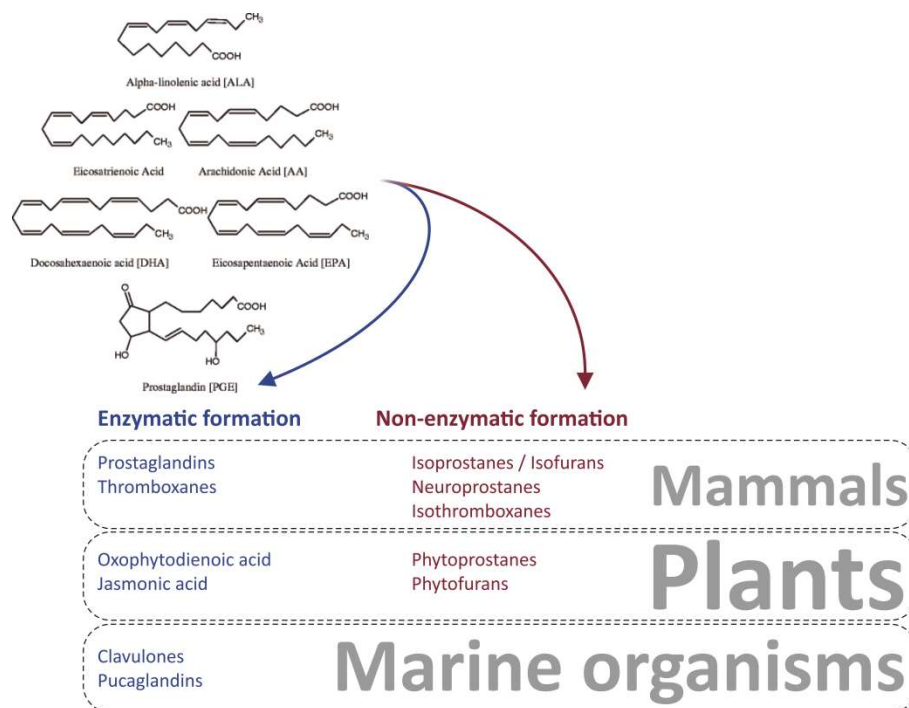 CH₃
COOH
Alpha-linolenic acid [ALA]
COOH
CH₃
Eicosatrienoic Acid
COOH
CH₃
Arachidonic Acid [AA]
COOH
CH₃
Docosahexaenoic acid [DHA]
COOH
CH₃
Eicosapentaenoic Acid [EPA]
O
COOH
CH₃
HO
HO
Prostaglandin [PGE]
Enzymatic formation
Non-enzymatic formation
Prostaglandins
Thromboxanes
Isoprostanes / Isofurans
Neuroprostanes
Isothromboxanes
Mammals
Oxophytodienoic acid
Jasmonic acid
Phytoprostanes
Phytofurans
Plants
Clavulones
Pucaglandins
Marine organisms